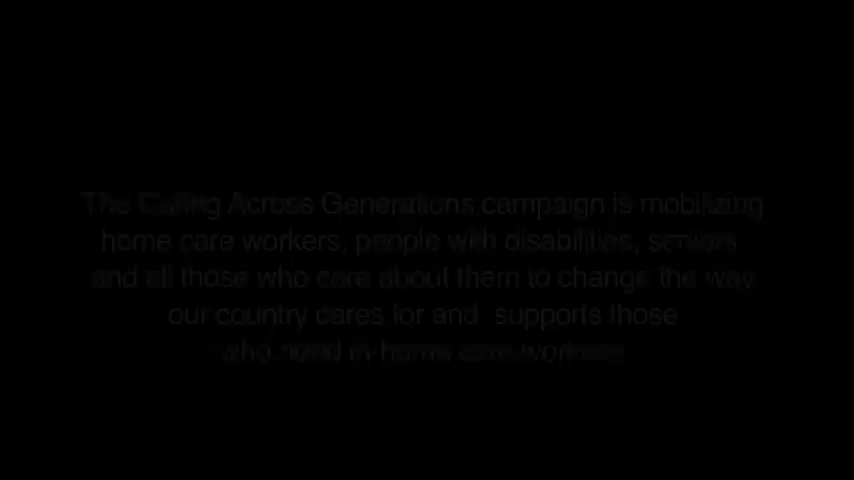 The Caring Across Generations campaign is mobilizing
home care workers, people with disabilities, seniors
and all those who care about them to change the way
our country cares for and supports those
who need in-home care workers